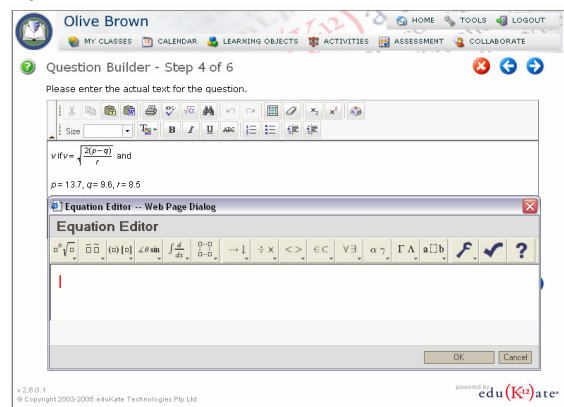 Olive Brown
HOME TOOLS LOGOUT
MY CLASSES CALENDAR LEARNING OBJECTS ACTIVITIES ASSESSMENT COLLABORATE
Question Builder - Step 4 of 6
Please enter the actual text for the question.
Size B I U ABC
v if v = √(2(p-q)/r) and
p = 13.7, q = 9.6, r = 8.5
Equation Editor -- Web Page Dialog
Equation Editor
(▫) [▫] ∠θ sin ∫ d/dx → ↓ ÷ × < > ∈ ⊂ ∀ ∃ α γ Γ Λ a b ?
OK Cancel
v 2.6.0.1
© Copyright 2003-2005 eduKate Technologies Pty Ltd
powered by
edu(K12)ate